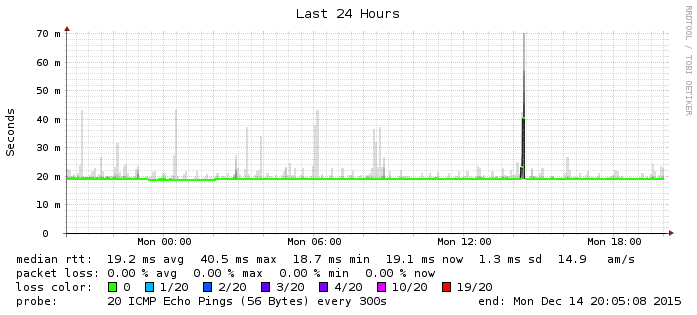 Last 24 Hours
RRDTOOL / TOBI OETIKER
70 m
60 m
50 m
40 m
30 m
20 m
10 m
0
Seconds
Mon 00:00 Mon 06:00 Mon 12:00 Mon 18:00
median rtt: 19.2 ms avg 40.5 ms max 18.7 ms min 19.1 ms now 1.3 ms sd 14.9 am/s
packet loss: 0.00 % avg 0.00 % max 0.00 % min 0.00 % now
loss color: 0 1/20 2/20 3/20 4/20 10/20 19/20
probe: 20 ICMP Echo Pings (56 Bytes) every 300s end: Mon Dec 14 20:05:08 2015